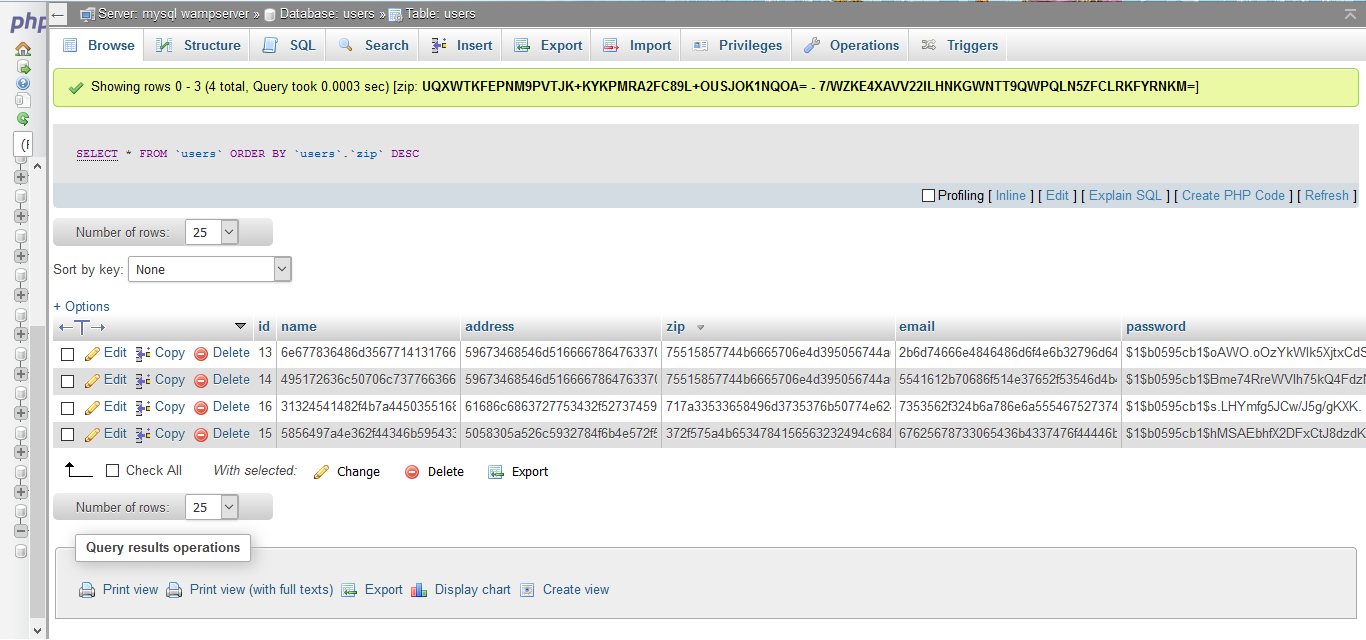 php
Server: mysql wampserver » Database: users » Table: users
Browse Structure SQL Search Insert Export Import Privileges Operations Triggers
Showing rows 0 - 3 (4 total, Query took 0.0003 sec) [zip: UQXWTKFEPNM9PVTJK+KYKPMRA2FC89L+OUSJOK1NQOA= - 7/WZKE4XAVV22ILHNKGWNTT9QWPQLN5ZFCLRKFYRNKM=]
SELECT * FROM `users` ORDER BY `users`.`zip` DESC
Profiling [ Inline ] [ Edit ] [ Explain SQL ] [ Create PHP Code ] [ Refresh ]
Number of rows: 25
Sort by key: None
+ Options
id name address zip email password
Edit Copy Delete 13 6e677836486d3567714131766 59673468546d516666786476337( 75515857744b6665706e4d395056744a 2b6d74666e4846486d6f4e6b32796d64 $1$b0595cb1$oAWO.oOzYkWIk5XjtxCdS
Edit Copy Delete 14 495172636c50706c737766366 59673468546d516666786476337( 75515857744b6665706e4d395056744a 5541612b70686f514e37652f53546d4b $1$b0595cb1$Bme74RreWVlh75kQ4Fdz
Edit Copy Delete 16 31324541482f4b7a445035516 61686c6863727753432f52737459 717a33533658496d3735376b50774e62 7353562f324b6a786e6a555467527374 $1$b0595cb1$s.LHYmfg5JCw/J5g/gKXK.
Edit Copy Delete 15 5856497a4e362f44346b595433 5058305a526c5932784f6b4e572f5 372f575a4b6534784156563232494c684 67625678733065436b4337476f44446b $1$b0595cb1$hMSAEbhfX2DFxCtJ8dzdK
Check All With selected: Change Delete Export
Number of rows: 25
Query results operations
Print view Print view (with full texts) Export Display chart Create view